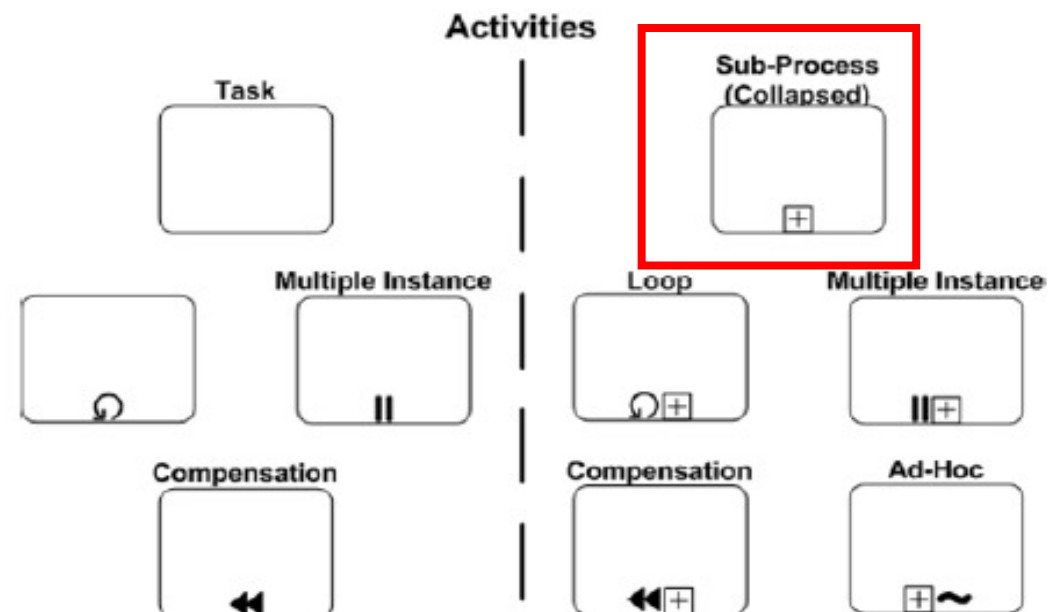 Activities
Task
Sub-Process
(Collapsed)
Multiple Instance
Loop
Multiple Instance
Compensation
Compensation
Ad-Hoc